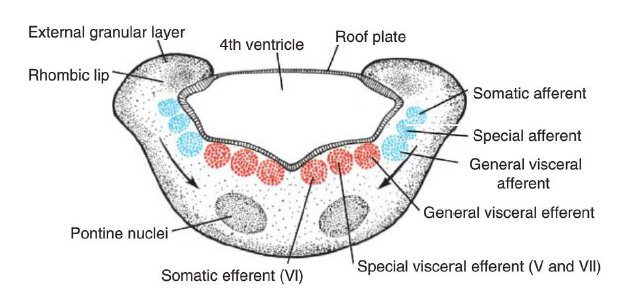 External granular layer
4th ventricle
Roof plate
Rhombic lip
Somatic afferent
Special afferent
General visceral
afferent
General visceral efferent
Pontine nuclei
Somatic efferent (VI)
Special visceral efferent (V and VII)